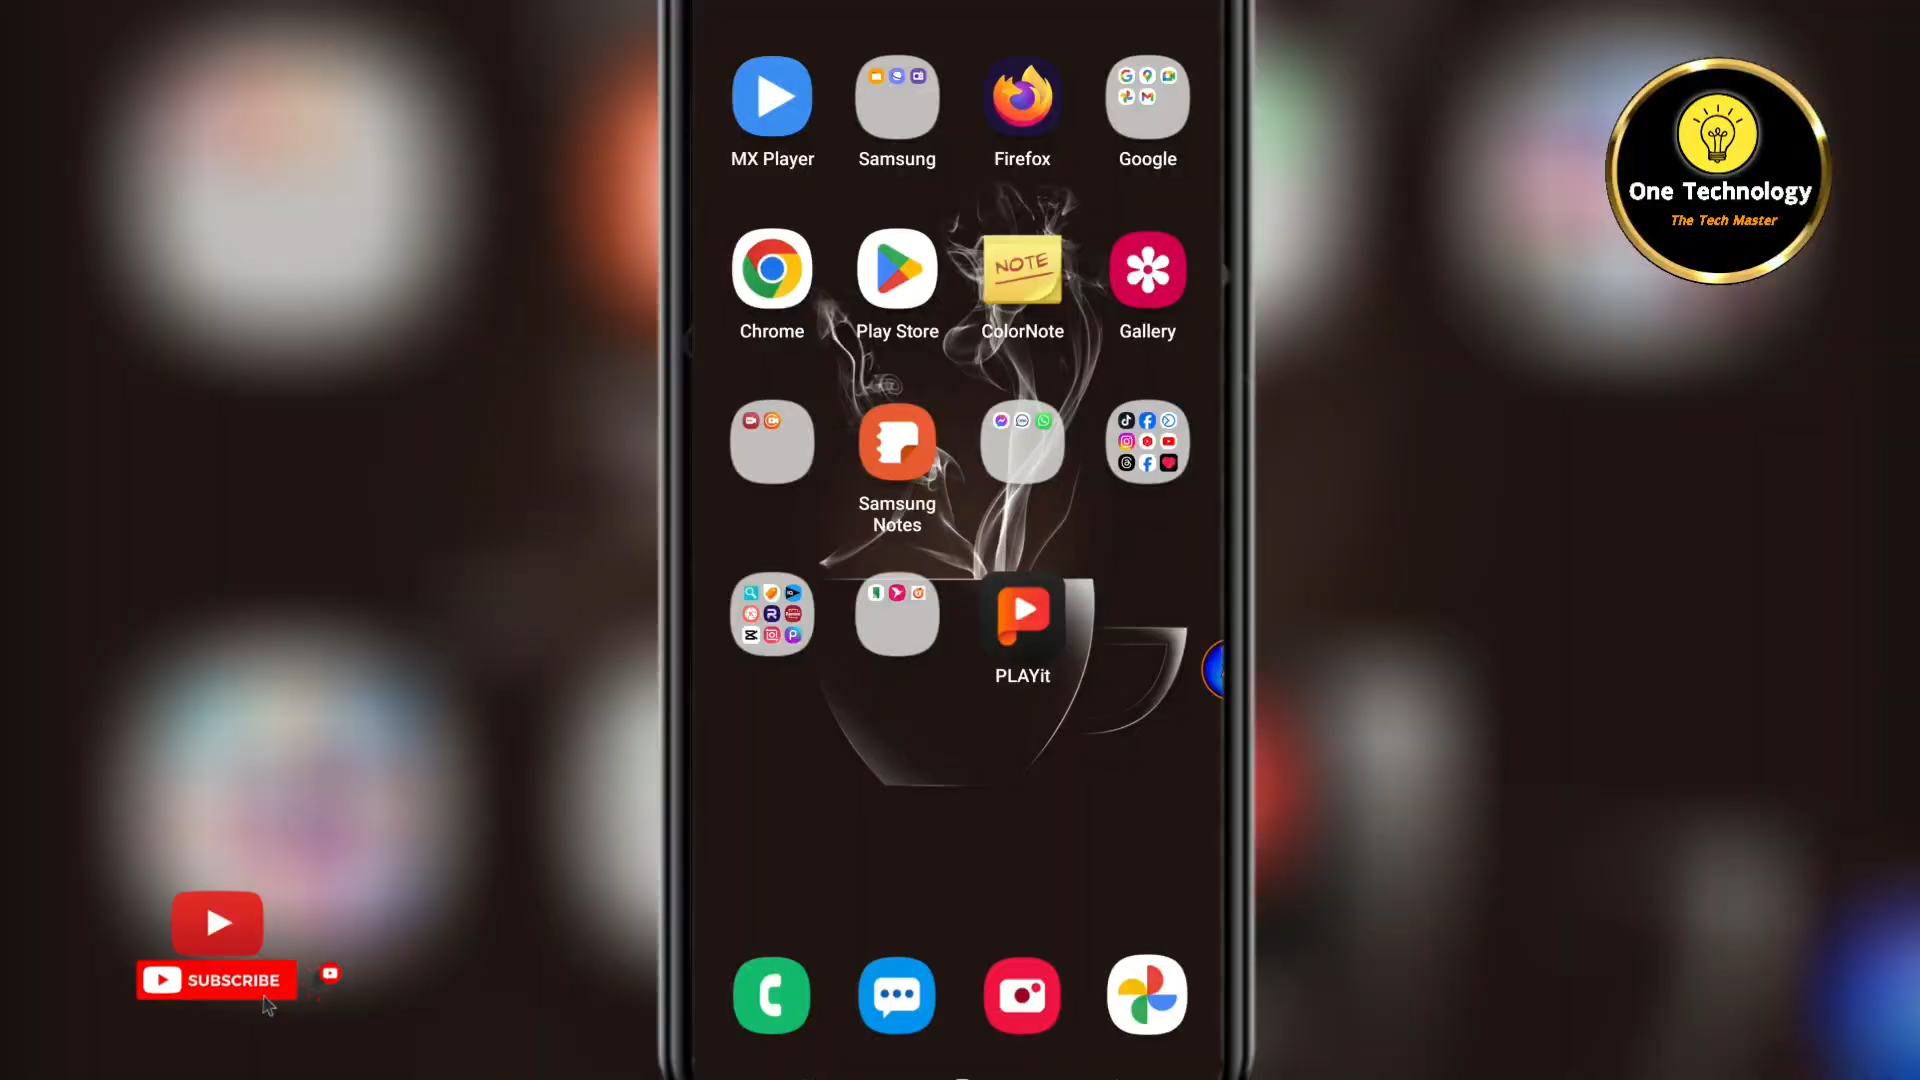 MX Player
Samsung
Firefox
Google
One Technology
The Tech Master
NOTE
Chrome
Play Store
ColorNote
Gallery
Samsung
Notes
PLAYit
SUBSCRIBE